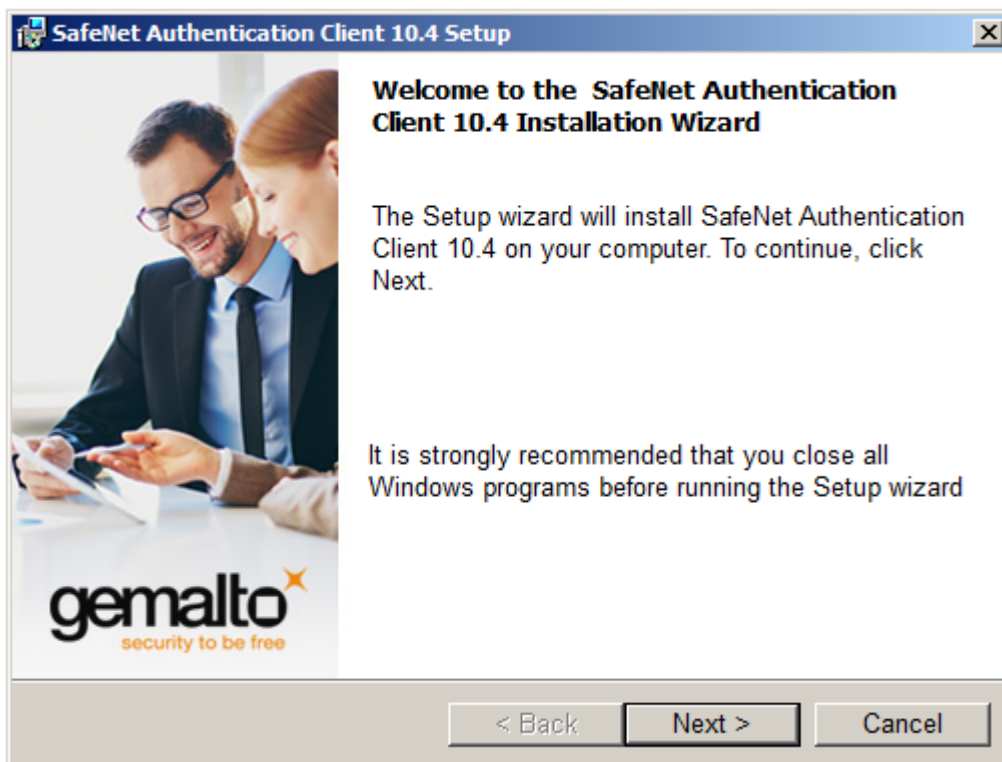 SafeNet Authentication Client 10.4 Setup
Welcome to the SafeNet Authentication
Client 10.4 Installation Wizard
The Setup wizard will install SafeNet Authentication
Client 10.4 on your computer. To continue, click
Next.
It is strongly recommended that you close all
Windows programs before running the Setup wizard
gemalto
security to be free
< Back
Next >
Cancel